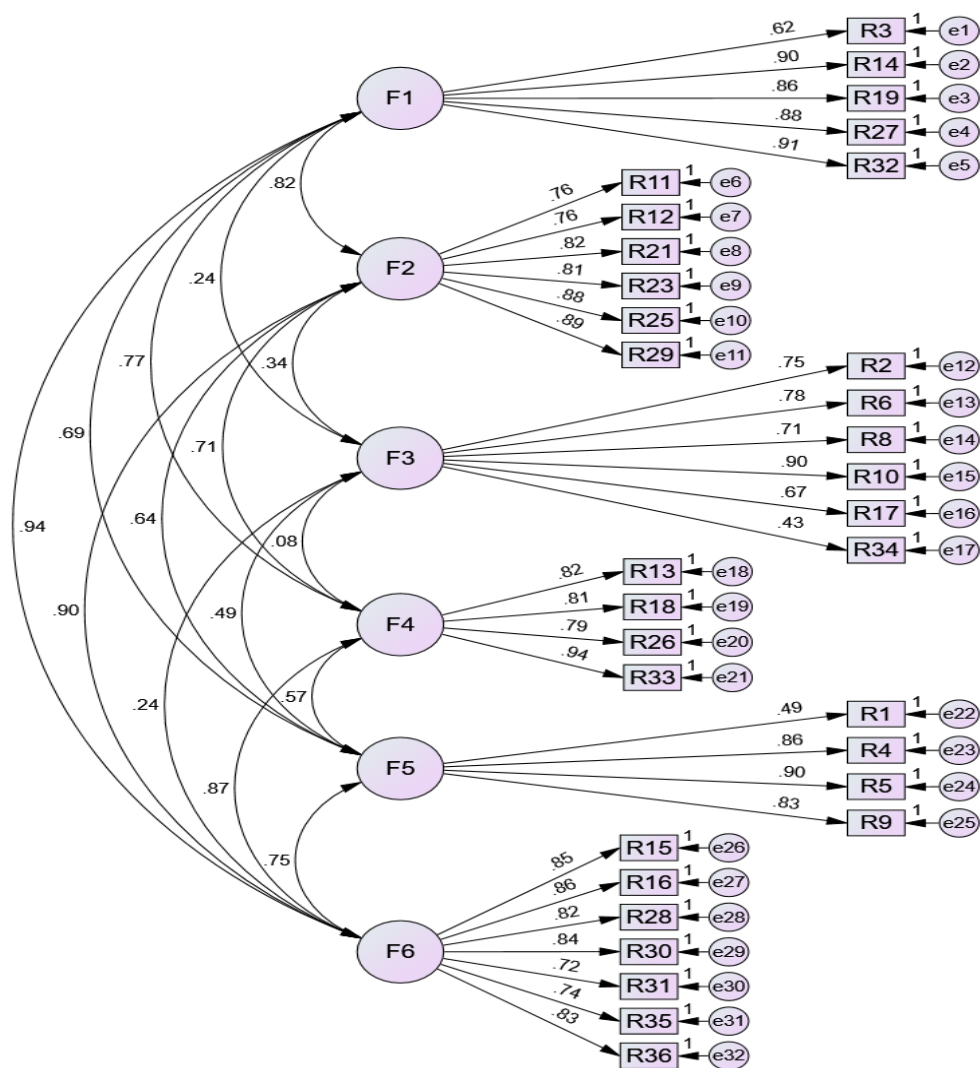 .62 R3 1 e1
.90 R14 1 e2
F1 .86 R19 1 e3
.88 R27 1 e4
.91 R32 1 e5
.82
.76 R11 1 e6
.76 R12 1 e7
F2 .82 R21 1 e8
.81 R23 1 e9
.88 R25 1 e10
.89 R29 1 e11
.24
.34
.77
.69
.71
.75 R2 1 e12
.78 R6 1 e13
F3 .71 R8 1 e14
.90 R10 1 e15
.67 R17 1 e16
.43 R34 1 e17
.94
.64
.08
.90
.49
.82 R13 1 e18
.81 R18 1 e19
F4 .79 R26 1 e20
.94 R33 1 e21
.24
.57
.49 R1 1 e22
.86 R4 1 e23
F5 .90 R5 1 e24
.83 R9 1 e25
.87
.75
.85 R15 1 e26
.86 R16 1 e27
.82 R28 1 e28
F6 .84 R30 1 e29
.72 R31 1 e30
.74 R35 1 e31
.83 R36 1 e32